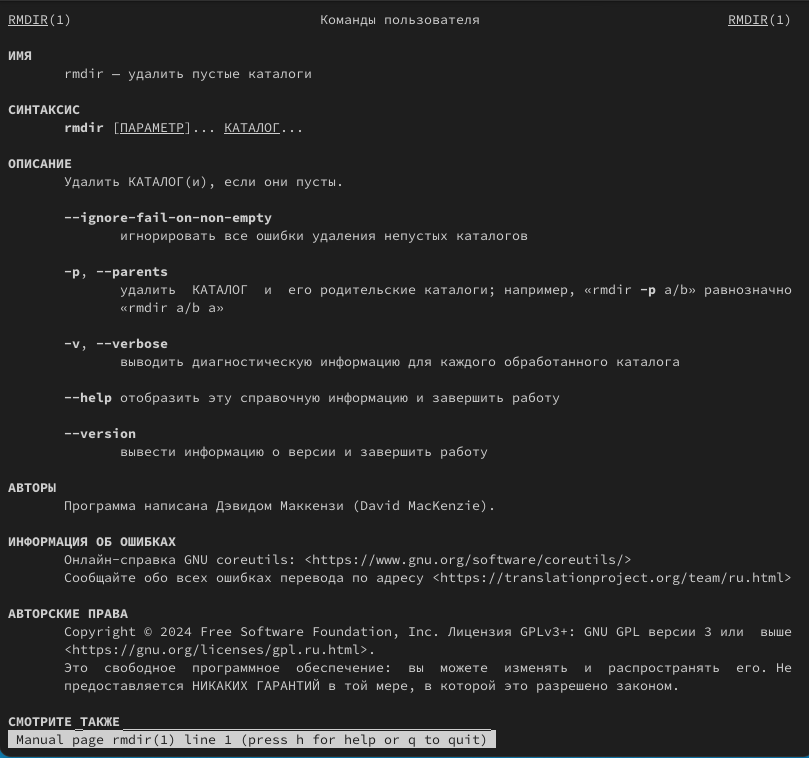 RMDIR(1) Команды пользователя RMDIR(1)
ИМЯ
rmdir — удалить пустые каталоги
СИНТАКСИС
rmdir [ПАРАМЕТР]... КАТАЛОГ...
ОПИСАНИЕ
Удалить КАТАЛОГ(и), если они пусты.
--ignore-fail-on-non-empty
игнорировать все ошибки удаления непустых каталогов
-p, --parents
удалить КАТАЛОГ и его родительские каталоги; например, «rmdir -p a/b» равнозначно
«rmdir a/b a»
-v, --verbose
выводить диагностическую информацию для каждого обработанного каталога
--help отобразить эту справочную информацию и завершить работу
--version
вывести информацию о версии и завершить работу
АВТОРЫ
Программа написана Дэвидом Маккензи (David MacKenzie).
ИНФОРМАЦИЯ ОБ ОШИБКАХ
Онлайн-справка GNU coreutils: <https://www.gnu.org/software/coreutils/>
Сообщайте обо всех ошибках перевода по адресу <https://translationproject.org/team/ru.html>
АВТОРСКИЕ ПРАВА
Copyright © 2024 Free Software Foundation, Inc. Лицензия GPLv3+: GNU GPL версии 3 или выше
<https://gnu.org/licenses/gpl.ru.html>.
Это свободное программное обеспечение: вы можете изменять и распространять его. Не
предоставляется НИКАКИХ ГАРАНТИЙ в той мере, в которой это разрешено законом.
СМОТРИТЕ ТАКЖЕ
Manual page rmdir(1) line 1 (press h for help or q to quit)